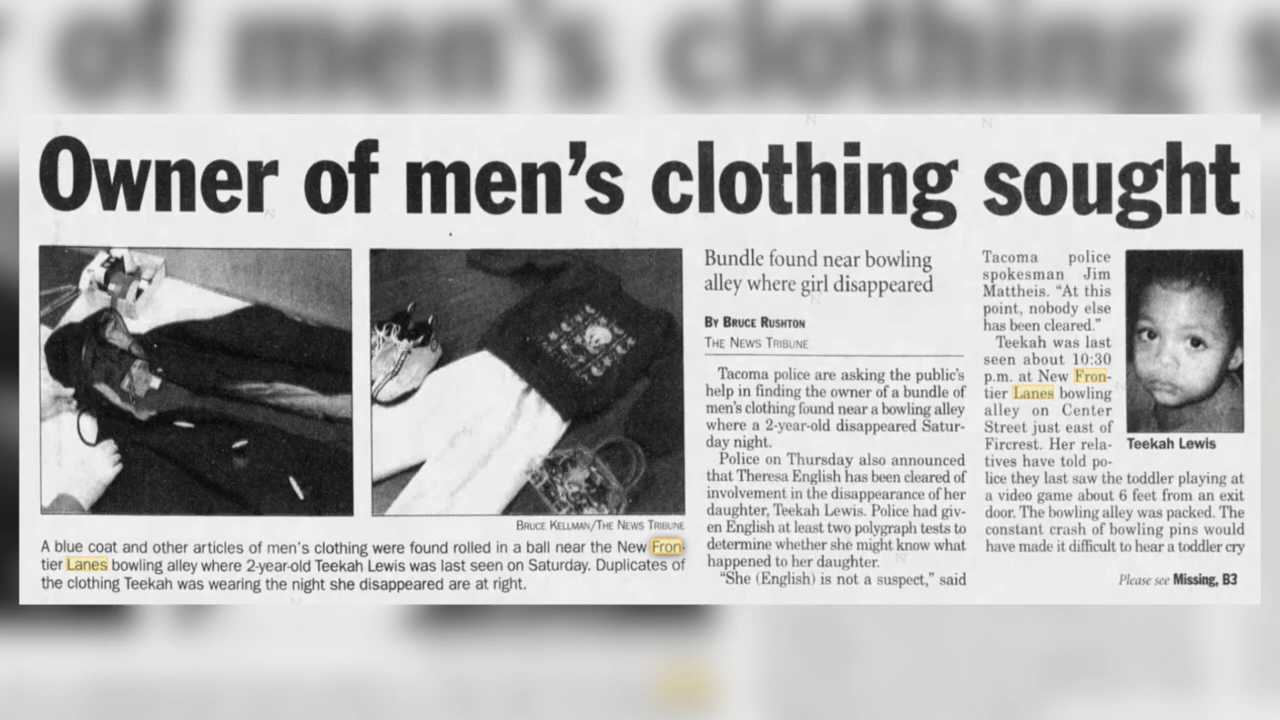 Owner of men's clothing sought
BRUCE KELLMAN/THE NEWS TRIBUNE
A blue coat and other articles of men's clothing were found rolled in a ball near the New Fron-
tier Lanes bowling alley where 2-year-old Teekah Lewis was last seen on Saturday. Duplicates of
the clothing Teekah was wearing the night she disappeared are at right.
Bundle found near bowling
alley where girl disappeared
BY BRUCE RUSHTON
THE NEWS TRIBUNE
Tacoma police are asking the public's
help in finding the owner of a bundle of
men's clothing found near a bowling alley
where a 2-year-old disappeared Satur-
day night.
Police on Thursday also announced
that Theresa English has been cleared of
involvement in the disappearance of her
daughter, Teekah Lewis. Police had giv-
en English at least two polygraph tests to
determine whether she might know what
happened to her daughter.
"She (English) is not a suspect," said
Tacoma police
spokesman Jim
Mattheis. "At this
point, nobody else
has been cleared."
Teekah was last
seen about 10:30
p.m. at New Fron-
tier Lanes bowling
alley on Center
Street just east of
Fircrest. Her rela-
tives have told po-
lice they last saw the toddler playing at
a video game about 6 feet from an exit
door. The bowling alley was packed. The
constant crash of bowling pins would
have made it difficult to hear a toddler cry
Teekah Lewis
Please see Missing, B3